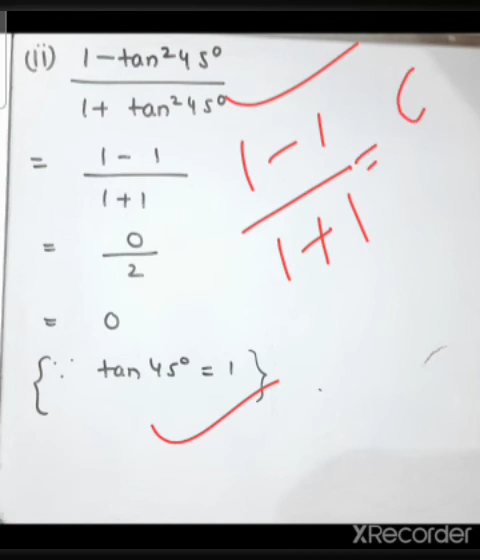 (ii) 1 - tan²45°
1 + tan²45°
= 1 - 1
1 + 1
= 0
2
= 0
{∵ tan 45° = 1}
1 - 1 =
1 + 1
XRecorder